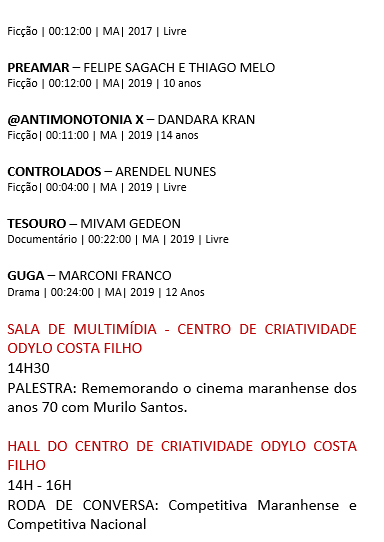 Ficção | 00:12:00 | MA| 2017 | Livre
PREAMAR – FELIPE SAGACH E THIAGO MELO
Ficção | 00:12:00 | MA| 2019 | 10 anos
@ANTIMONOTONIA X – DANDARA KRAN
Ficção| 00:11:00 | MA | 2019 |14 anos
CONTROLADOS – ARENDEL NUNES
Ficção| 00:04:00 | MA | 2019 | Livre
TESOURO – MIVAM GEDEON
Documentário | 00:22:00 | MA | 2019 | Livre
GUGA – MARCONI FRANCO
Drama | 00:24:00 | MA| 2019 | 12 Anos
SALA DE MULTIMÍDIA - CENTRO DE CRIATIVIDADE
ODYLO COSTA FILHO
14H30
PALESTRA: Rememorando o cinema maranhense dos
anos 70 com Murilo Santos.
HALL DO CENTRO DE CRIATIVIDADE ODYLO COSTA
FILHO
14H - 16H
RODA DE CONVERSA: Competitiva Maranhense e
Competitiva Nacional